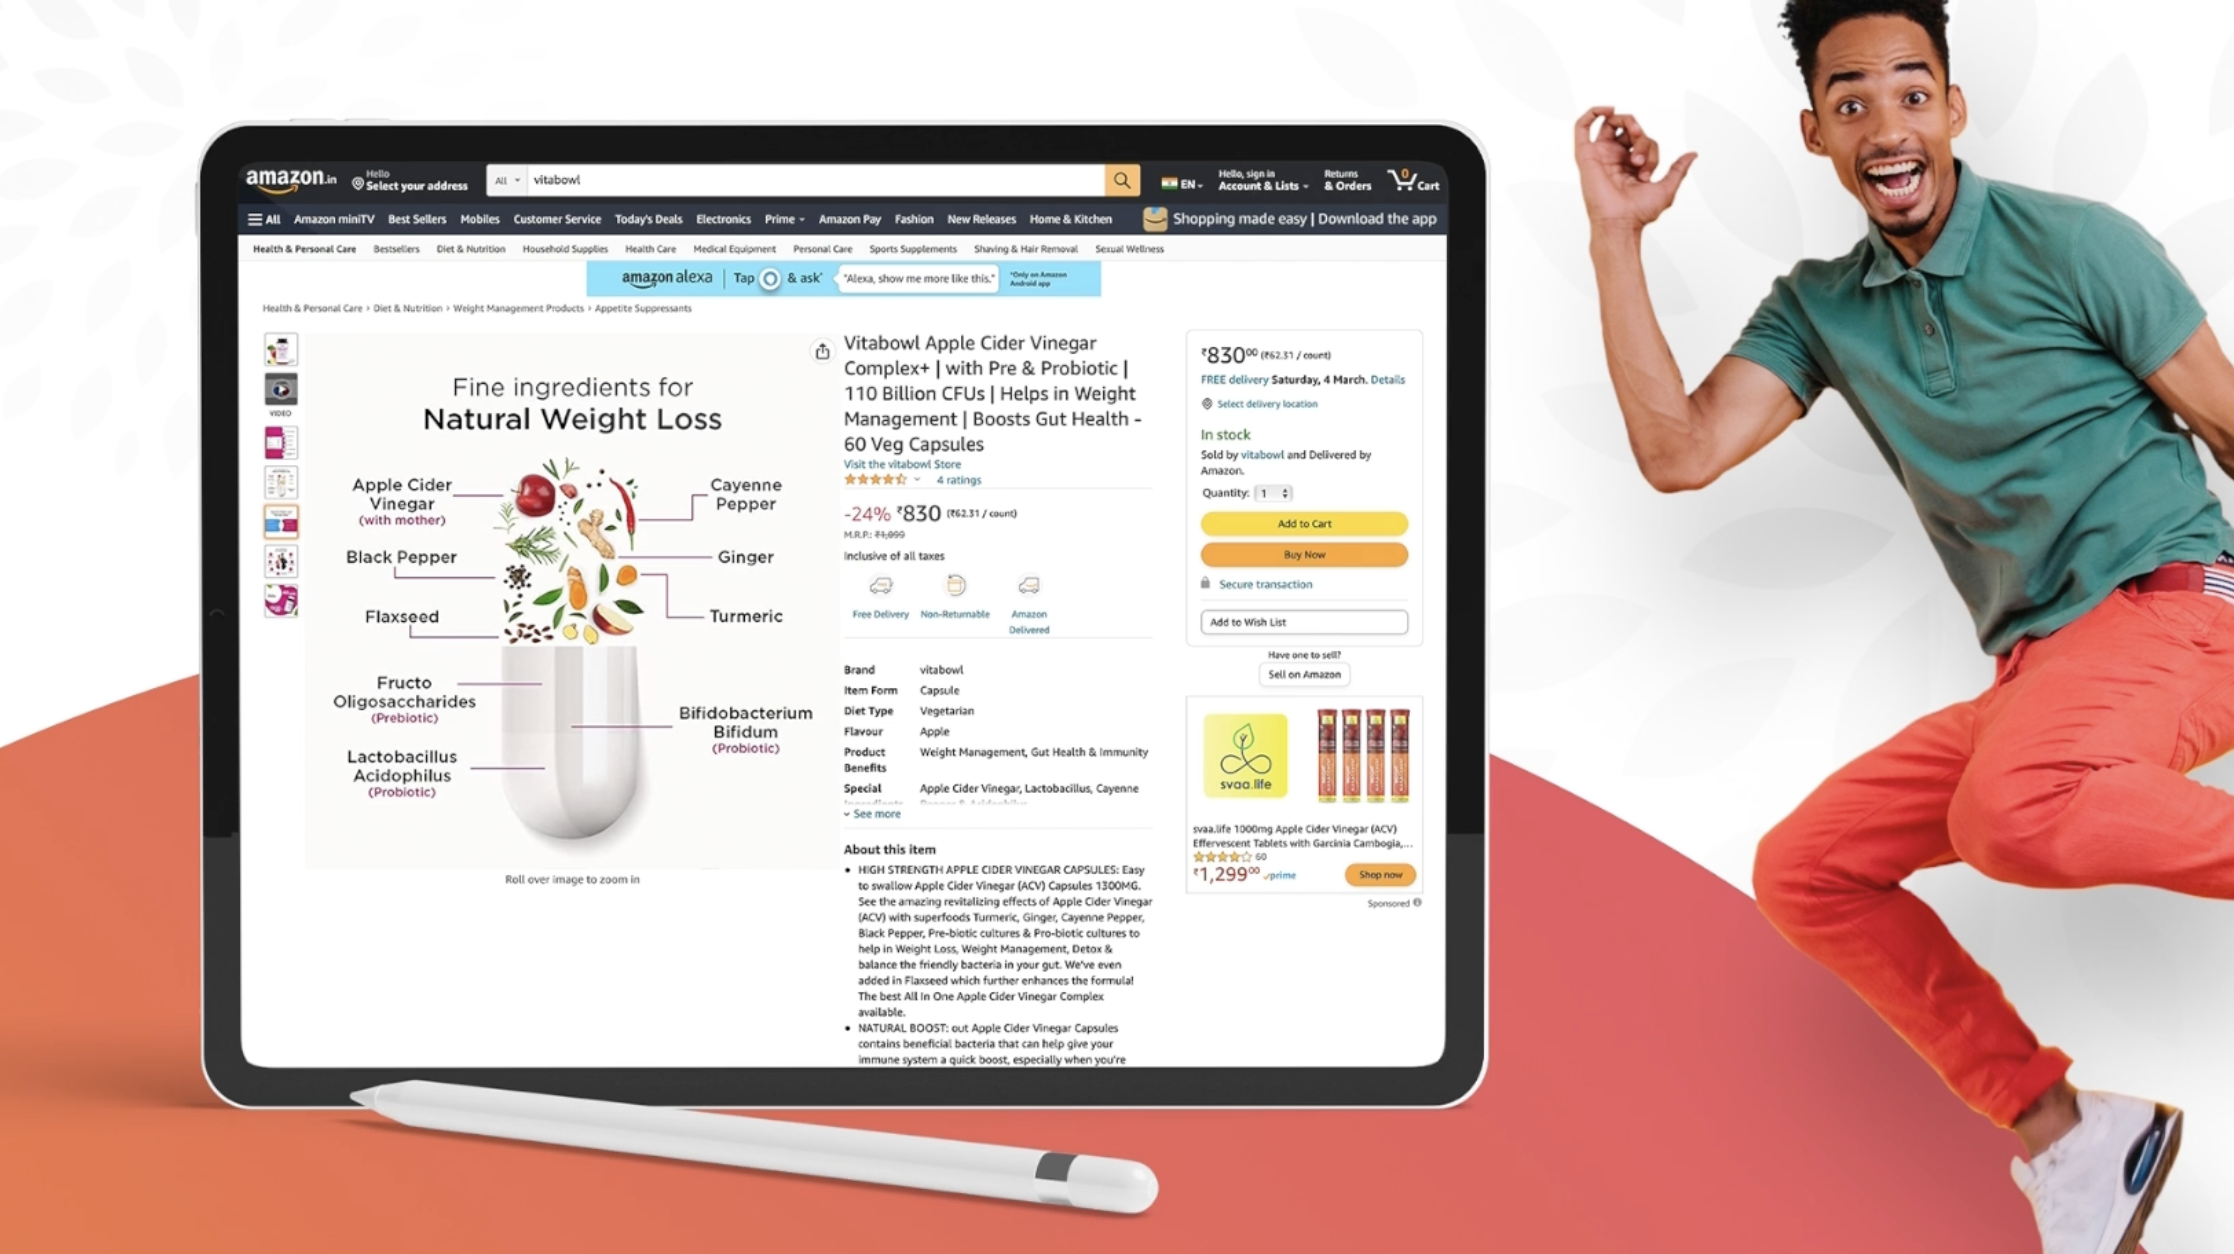 amazon.in
Hello
Select your address
All
vitabowl
EN
Hello, sign in
Account & Lists
Returns
& Orders
0
Cart
All Amazon miniTV Best Sellers Mobiles Customer Service Today's Deals Electronics Prime Amazon Pay Fashion New Releases Home & Kitchen
Shopping made easy | Download the app
Health & Personal Care Bestsellers Diet & Nutrition Household Supplies Health Care Medical Equipment Personal Care Sports Supplements Shaving & Hair Removal Sexual Wellness
amazon alexa | Tap & ask* "Alexa, show me more like this."
*Only on Amazon
Android app
Health & Personal Care › Diet & Nutrition › Weight Management Products › Appetite Suppressants
VIDEO
Fine ingredients for
Natural Weight Loss
Apple Cider
Vinegar
(with mother)
Cayenne
Pepper
Black Pepper
Ginger
Flaxseed
Turmeric
Fructo
Oligosaccharides
(Prebiotic)
Bifidobacterium
Bifidum
(Probiotic)
Lactobacillus
Acidophilus
(Probiotic)
Roll over image to zoom in
Vitabowl Apple Cider Vinegar
Complex+ | with Pre & Probiotic |
110 Billion CFUs | Helps in Weight
Management | Boosts Gut Health -
60 Veg Capsules
Visit the vitabowl Store
4 ratings
-24% ₹830 (₹62.31 / count)
M.R.P.: ₹1,099
Inclusive of all taxes
Free Delivery
Non-Returnable
Amazon
Delivered
Brand vitabowl
Item Form Capsule
Diet Type Vegetarian
Flavour Apple
Product Weight Management, Gut Health & Immunity
Benefits
Special Apple Cider Vinegar, Lactobacillus, Cayenne
See more
About this item
• HIGH STRENGTH APPLE CIDER VINEGAR CAPSULES: Easy
to swallow Apple Cider Vinegar (ACV) Capsules 1300MG.
See the amazing revitalizing effects of Apple Cider Vinegar
(ACV) with superfoods Turmeric, Ginger, Cayenne Pepper,
Black Pepper, Pre-biotic cultures & Pro-biotic cultures to
help in Weight Loss, Weight Management, Detox &
balance the friendly bacteria in your gut. We've even
added in Flaxseed which further enhances the formula!
The best All In One Apple Cider Vinegar Complex
available.
• NATURAL BOOST: out Apple Cider Vinegar Capsules
contains beneficial bacteria that can help give your
immune system a quick boost, especially when you're
₹830⁰⁰ (₹62.31 / count)
FREE delivery Saturday, 4 March. Details
Select delivery location
In stock
Sold by vitabowl and Delivered by
Amazon.
Quantity: 1
Add to Cart
Buy Now
Secure transaction
Add to Wish List
Have one to sell?
Sell on Amazon
svaa.life
svaa.life 1000mg Apple Cider Vinegar (ACV)
Effervescent Tablets with Garcinia Cambogia,...
60
₹1,299⁰⁰ prime
Shop now
Sponsored